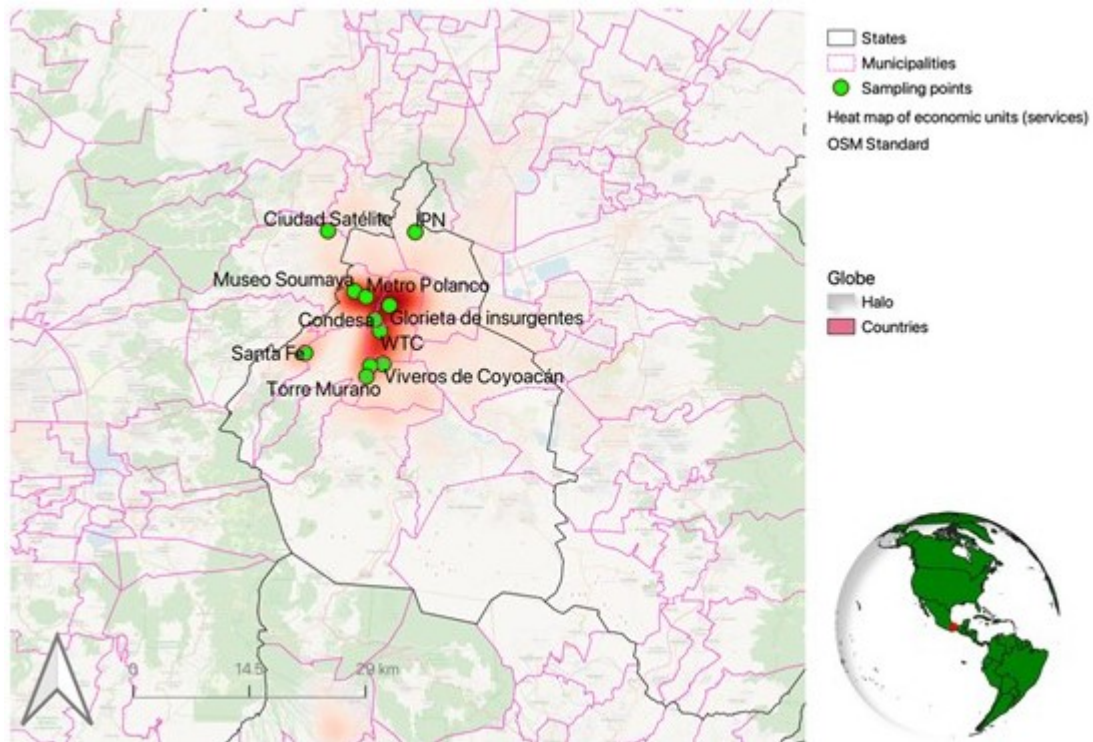 States
Municipalities
Sampling points
Heat map of economic units (services)
OSM Standard
Ciudad Satélite
IPN
Museo Soumaya
Metro Polanco
Condesa
Glorieta de insurgentes
WTC
Santa Fe
Viveros de Coyoacán
Torre Murano
Globe
Halo
Countries
0 14.5 29 km